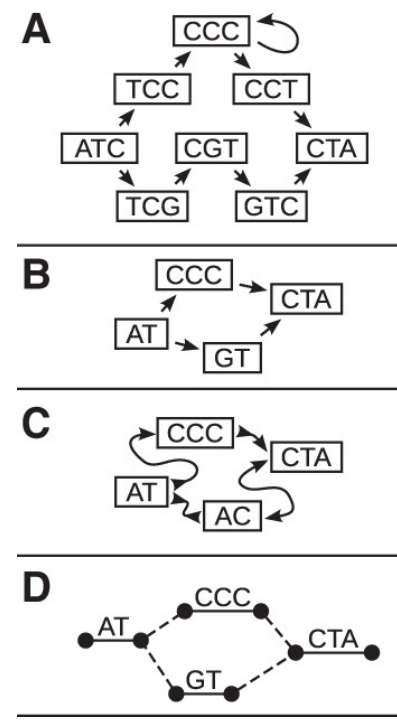 A
CCC
TCC CCT
ATC CGT CTA
TCG GTC
B
CCC
CTA
AT
GT
C
CCC
CTA
AT
AC
D
CCC
AT
CTA
GT